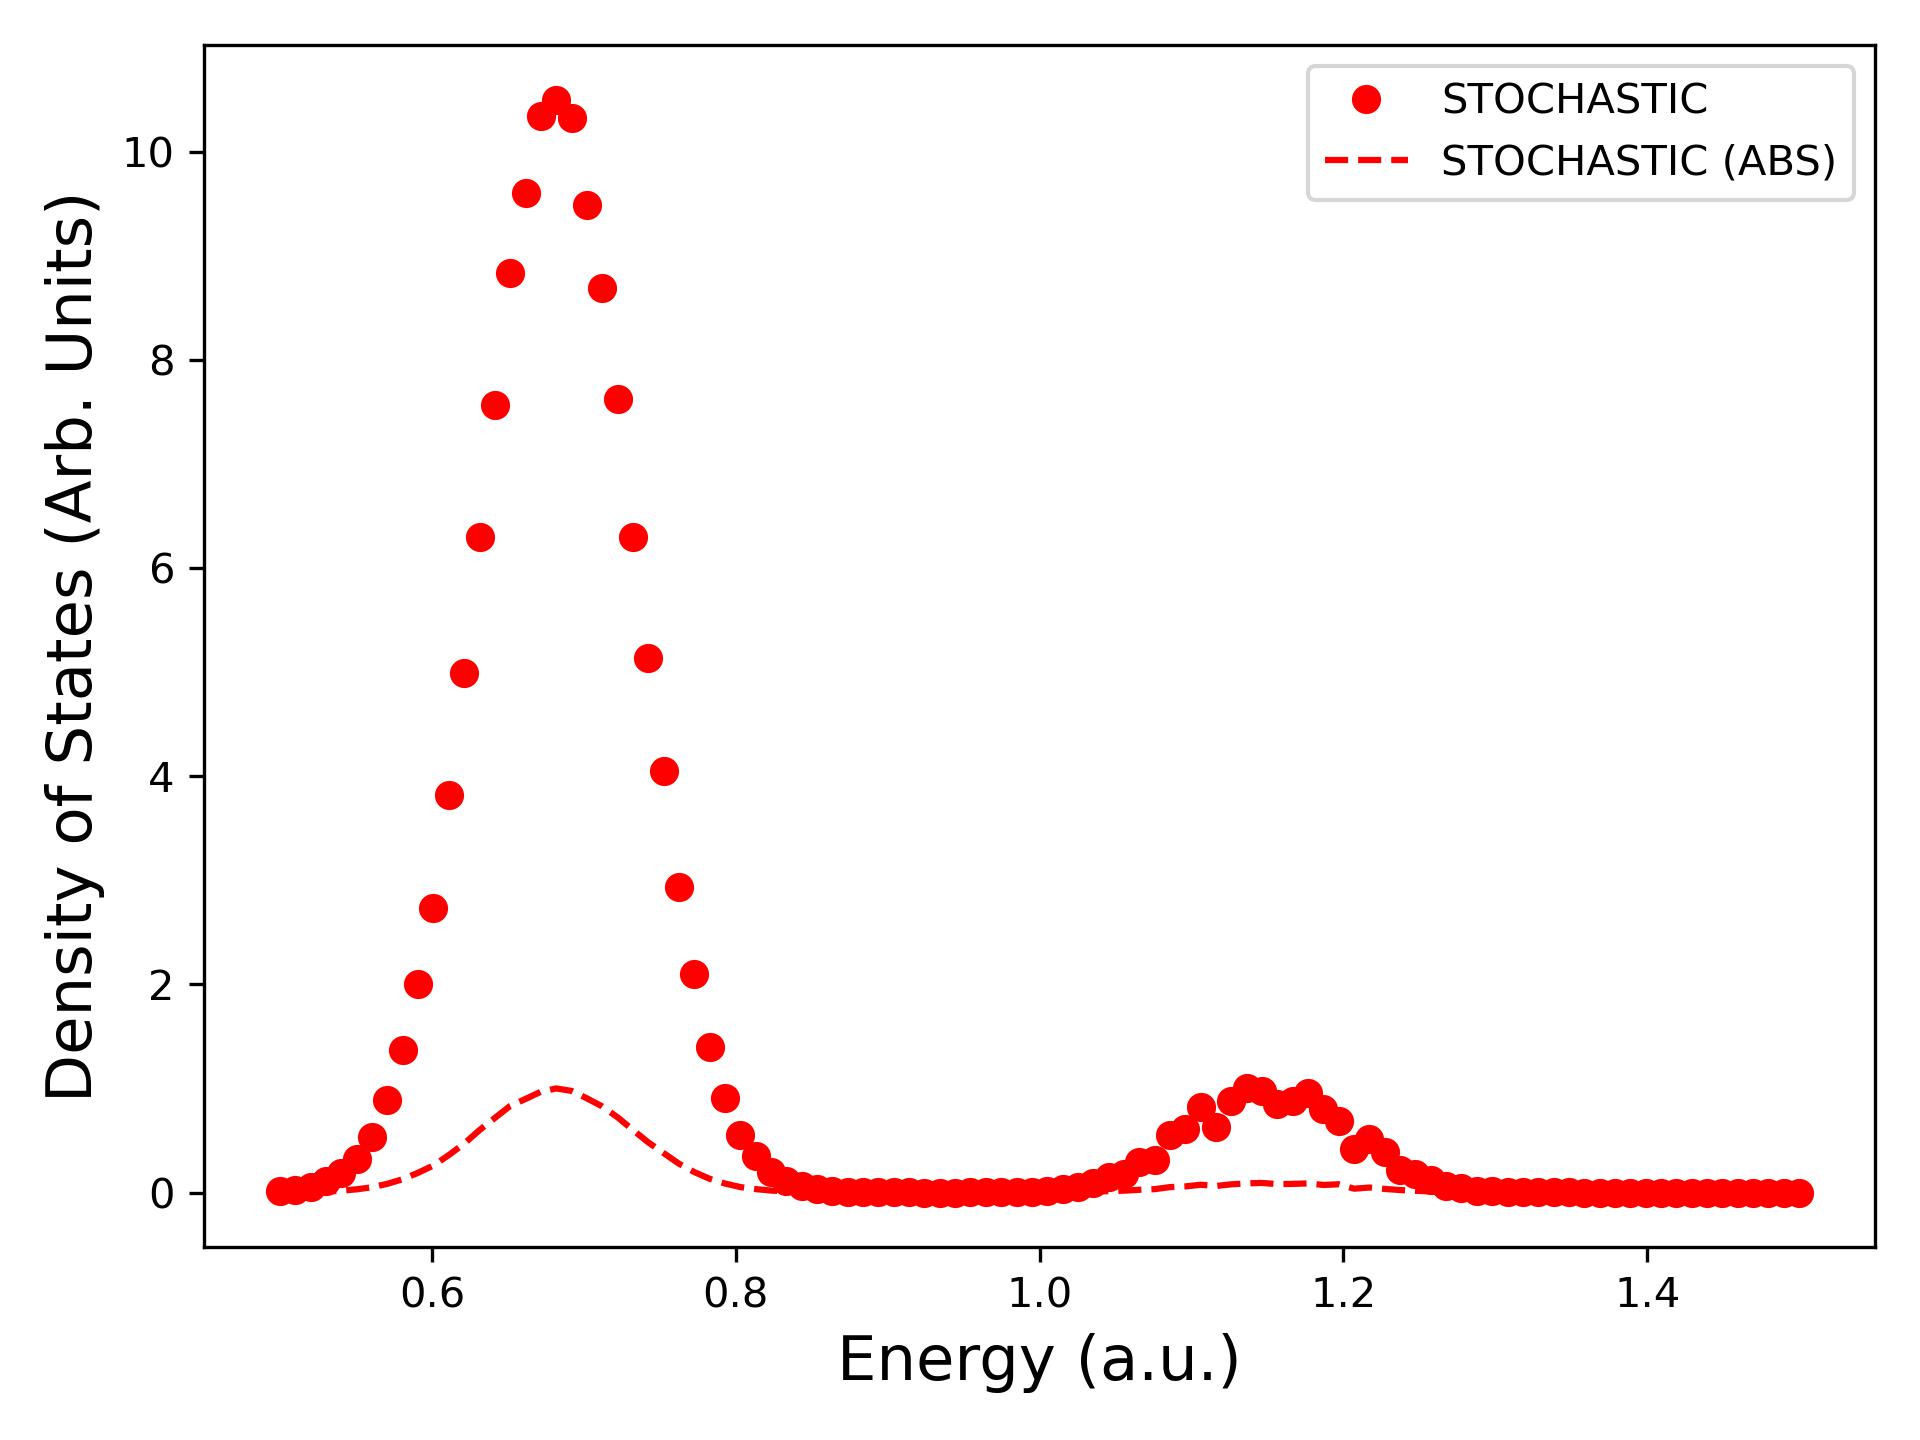 STOCHASTIC
STOCHASTIC (ABS)
Density of States (Arb. Units)
10
8
6
4
2
0
0.6 0.8 1.0 1.2 1.4
Energy (a.u.)